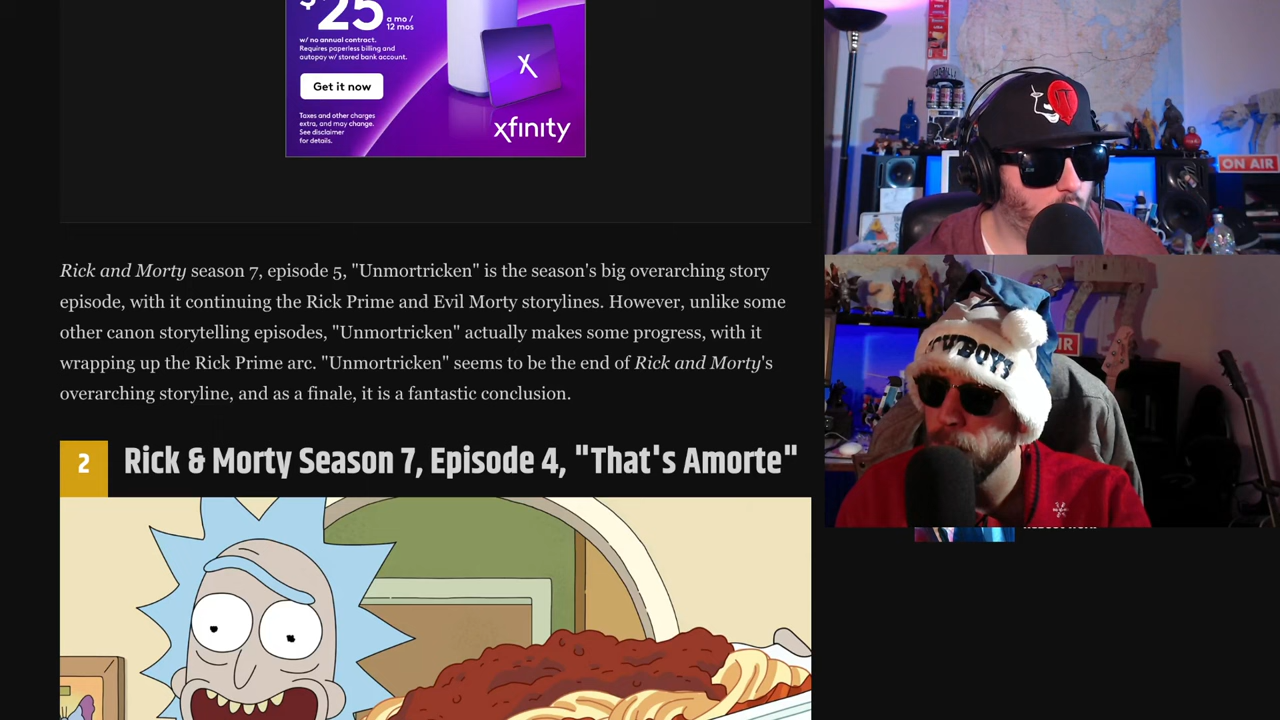 $25 a mo / 12 mos
w/ no annual contract.
Requires paperless billing and
autopay w/ stored bank account.
Get it now
Taxes and other charges
extra, and may change.
See disclaimer
for details.
X
xfinity
ON AIR
Rick and Morty season 7, episode 5, "Unmortricken" is the season's big overarching story
episode, with it continuing the Rick Prime and Evil Morty storylines. However, unlike some
other canon storytelling episodes, "Unmortricken" actually makes some progress, with it
wrapping up the Rick Prime arc. "Unmortricken" seems to be the end of Rick and Morty's
overarching storyline, and as a finale, it is a fantastic conclusion.
2
Rick & Morty Season 7, Episode 4, "That's Amorte"